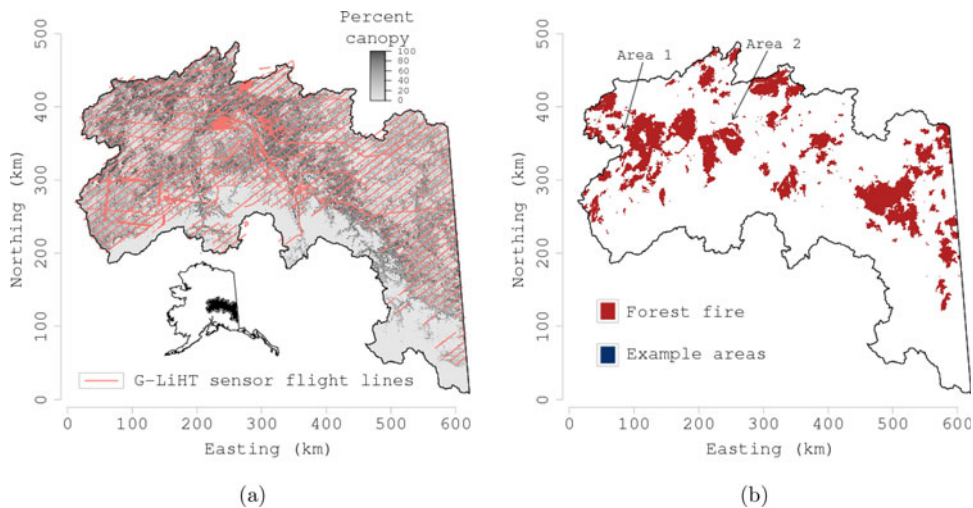 Percent
canopy
100
80
60
40
20
0
500
400
300
200
100
0
Northing (km)
G-LiHT sensor flight lines
0 100 200 300 400 500 600
Easting (km)
(a)
Area 1
Area 2
500
400
300
200
100
0
Northing (km)
Forest fire
Example areas
0 100 200 300 400 500 600
Easting (km)
(b)